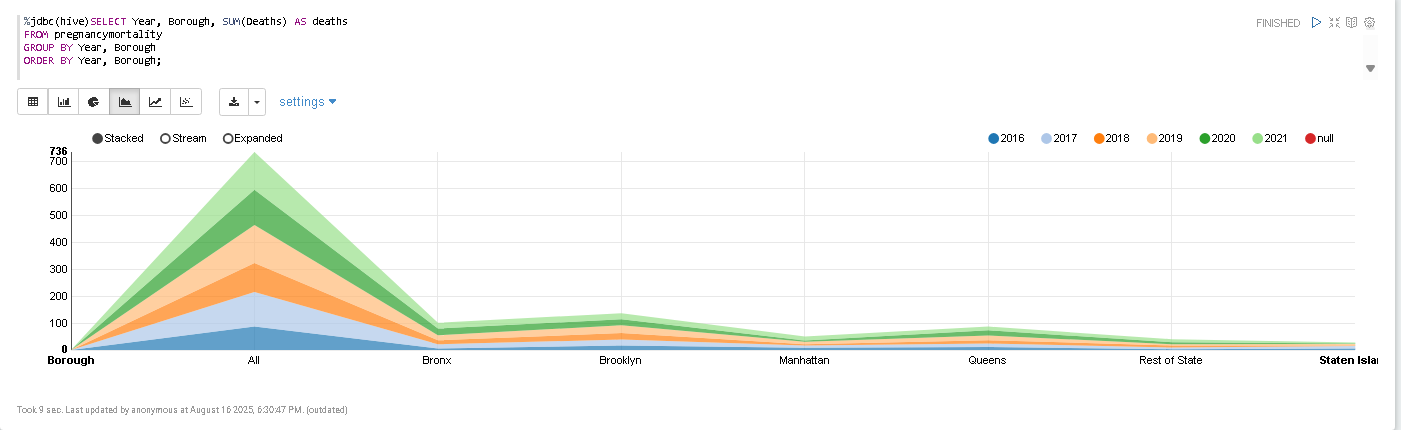 %jdbc(hive)SELECT Year, Borough, SUM(Deaths) AS deaths
FROM pregnancymortality
GROUP BY Year, Borough
ORDER BY Year, Borough;
FINISHED
settings
Stacked Stream Expanded
2016 2017 2018 2019 2020 2021 null
736
700
600
500
400
300
200
100
0
Borough All Bronx Brooklyn Manhattan Queens Rest of State Staten Islan
Took 9 sec. Last updated by anonymous at August 16 2025, 6:30:47 PM. (outdated)